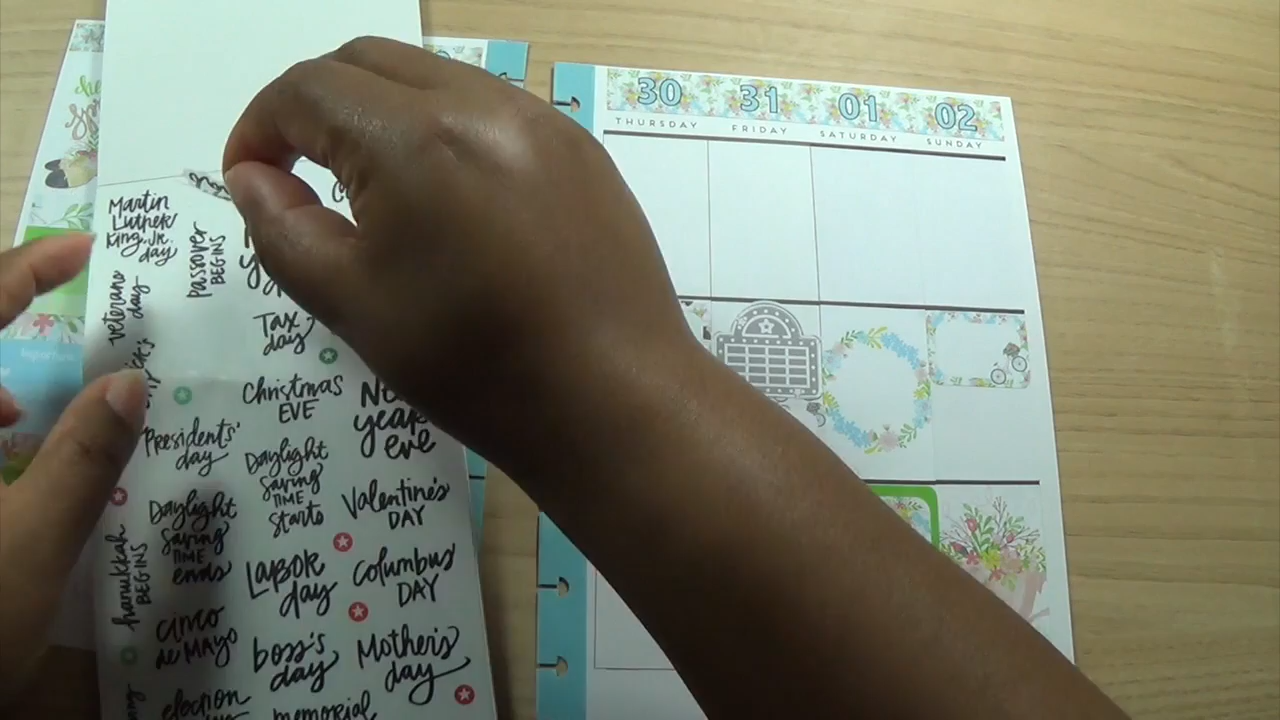 30 31 01 02
THURSDAY FRIDAY SATURDAY SUNDAY
Martin
Luther
King, Jr.
day
Passover
BEGINS
veterans
day
Tax
day
Christmas
EVE
year's
eve
Presidents'
day
Daylight
saving
TIME
starts
Valentine's
DAY
Daylight
saving
TIME
ends
hanukkah
BEGINS
LABOR
day
Columbus
DAY
cinco
de MAYO
boss's
day
Mother's
day
election
memorial